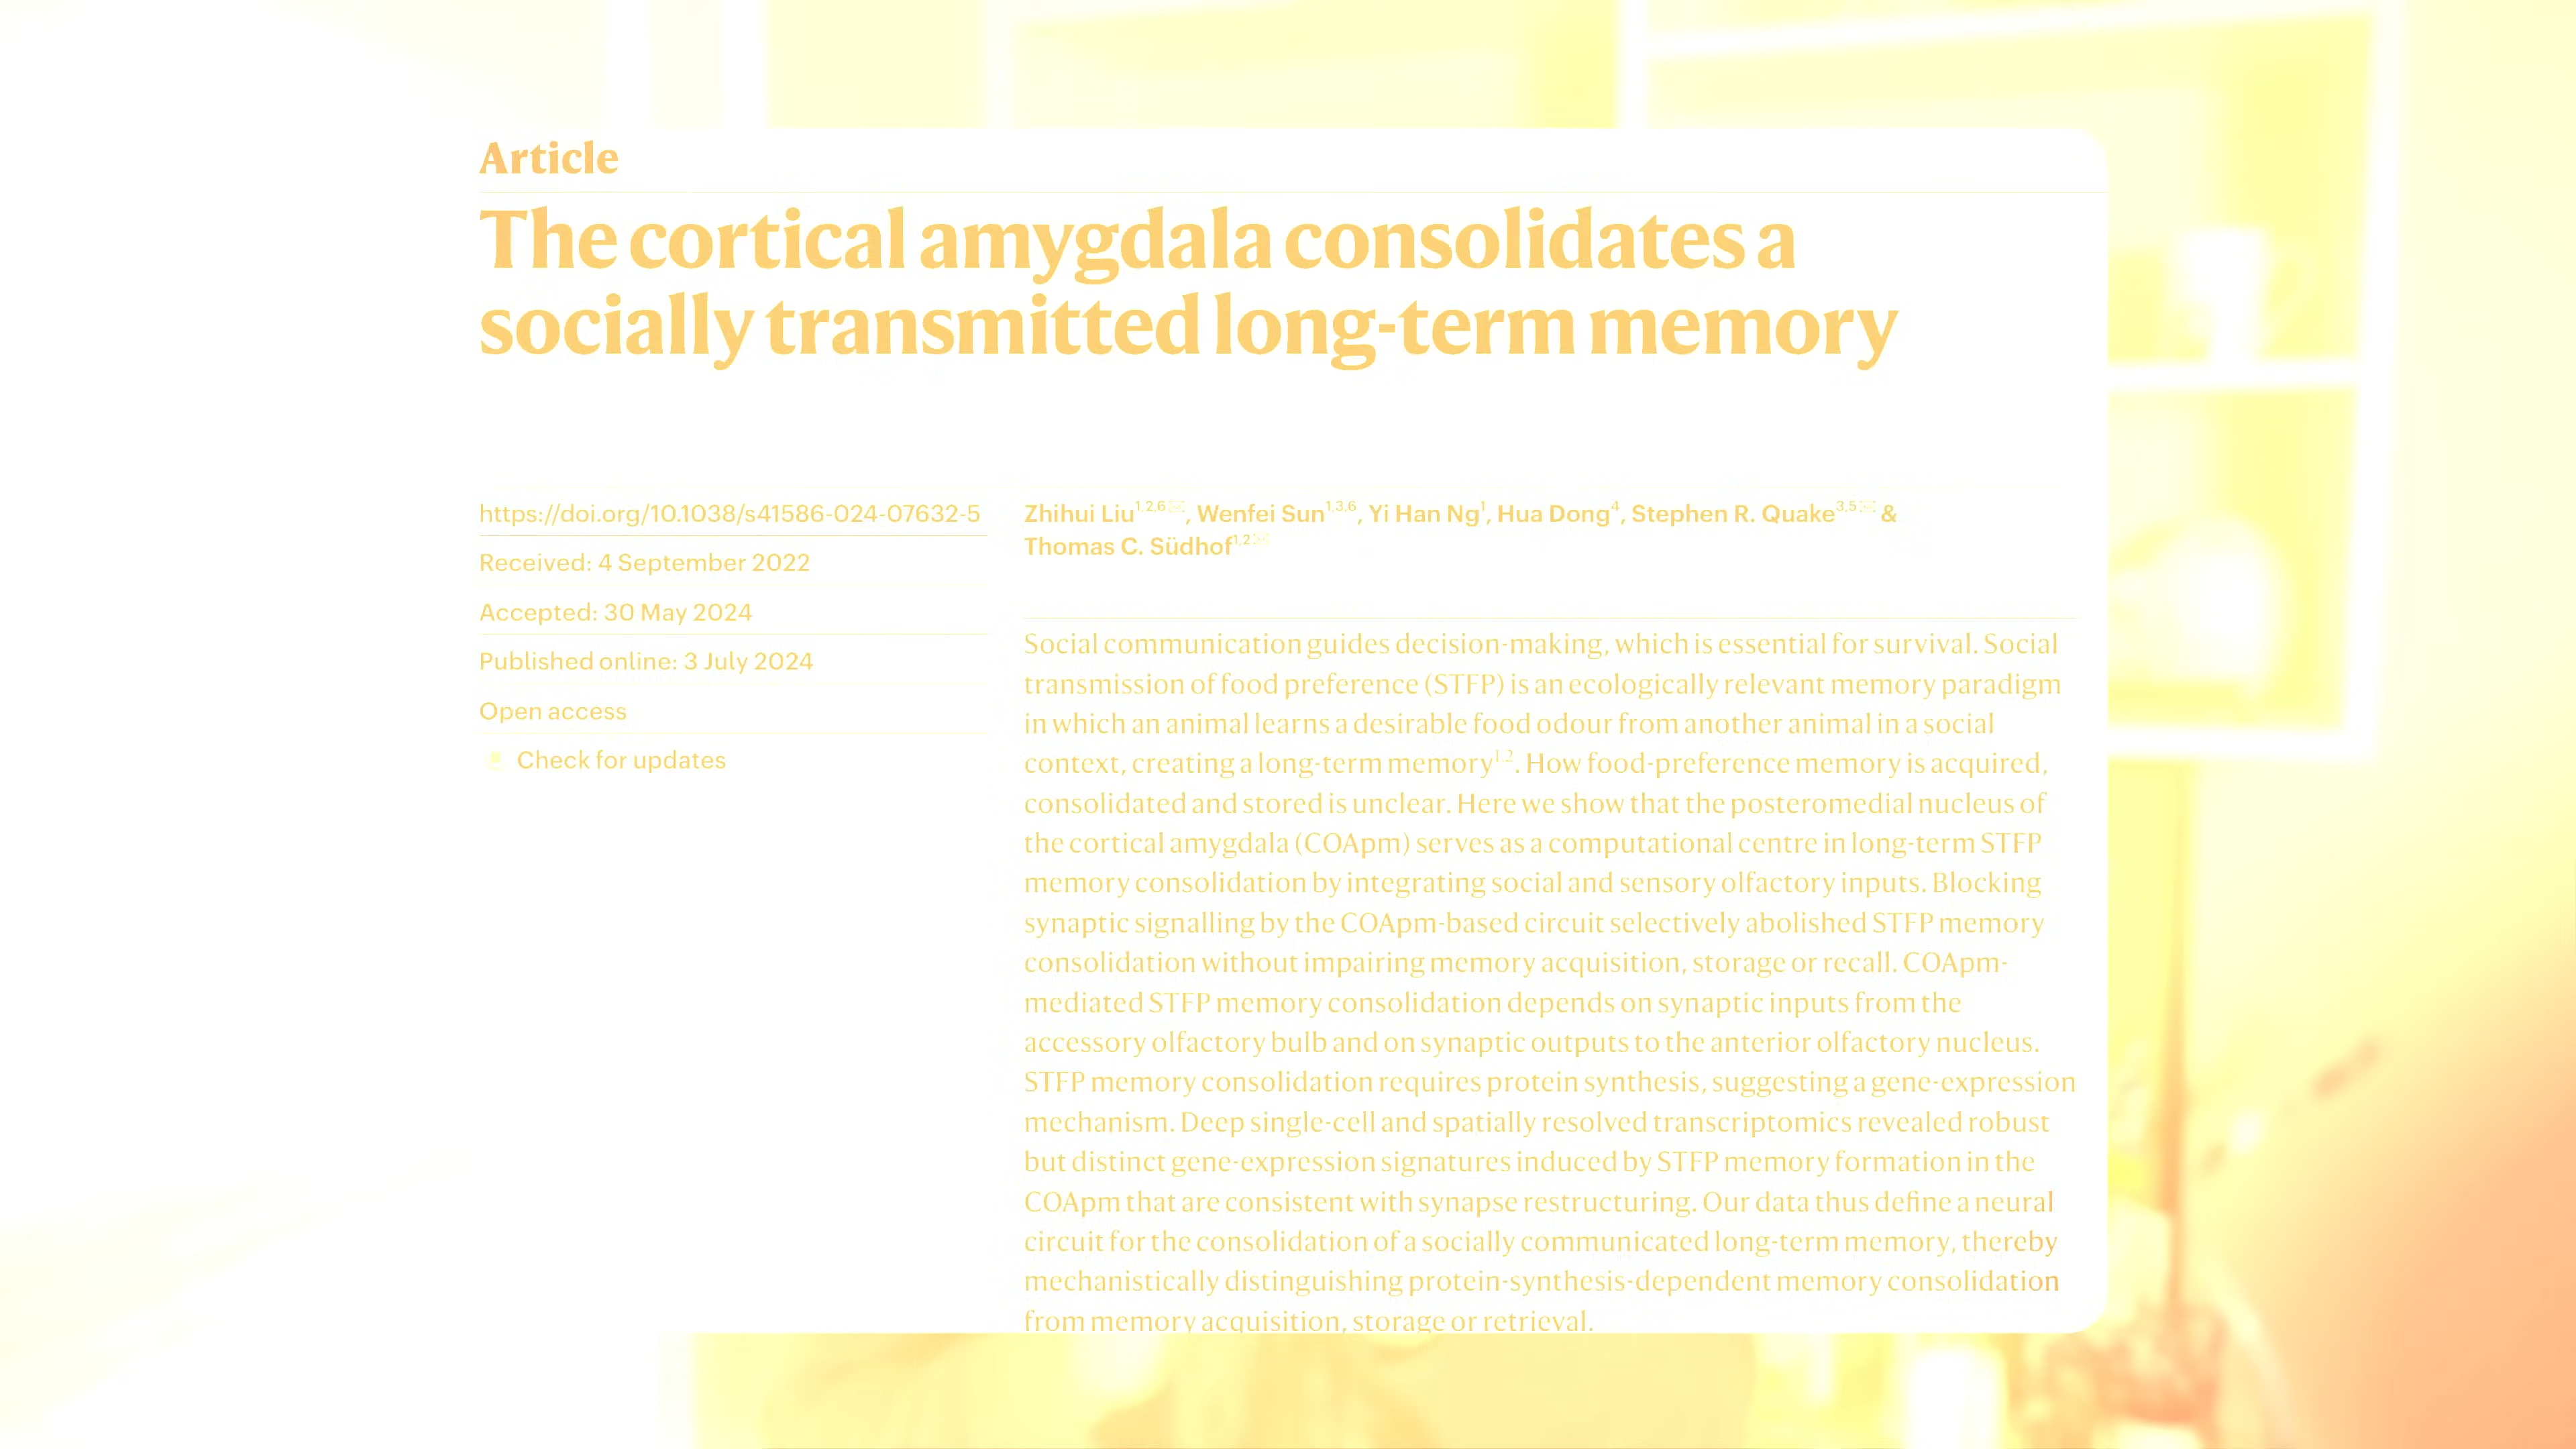 Article
The cortical amygdala consolidates a
socially transmitted long-term memory
https://doi.org/10.1038/s41586-024-07632-5
Received: 4 September 2022
Accepted: 30 May 2024
Published online: 3 July 2024
Open access
Check for updates
Zhihui Liu1,2,6✉, Wenfei Sun1,3,6, Yi Han Ng1, Hua Dong4, Stephen R. Quake3,5✉ &
Thomas C. Südhof1,2✉
Social communication guides decision-making, which is essential for survival. Social
transmission of food preference (STFP) is an ecologically relevant memory paradigm
in which an animal learns a desirable food odour from another animal in a social
context, creating a long-term memory1,2. How food-preference memory is acquired,
consolidated and stored is unclear. Here we show that the posteromedial nucleus of
the cortical amygdala (COApm) serves as a computational centre in long-term STFP
memory consolidation by integrating social and sensory olfactory inputs. Blocking
synaptic signalling by the COApm-based circuit selectively abolished STFP memory
consolidation without impairing memory acquisition, storage or recall. COApm-
mediated STFP memory consolidation depends on synaptic inputs from the
accessory olfactory bulb and on synaptic outputs to the anterior olfactory nucleus.
STFP memory consolidation requires protein synthesis, suggesting a gene-expression
mechanism. Deep single-cell and spatially resolved transcriptomics revealed robust
but distinct gene-expression signatures induced by STFP memory formation in the
COApm that are consistent with synapse restructuring. Our data thus define a neural
circuit for the consolidation of a socially communicated long-term memory, thereby
mechanistically distinguishing protein-synthesis-dependent memory consolidation
from memory acquisition, storage or retrieval.